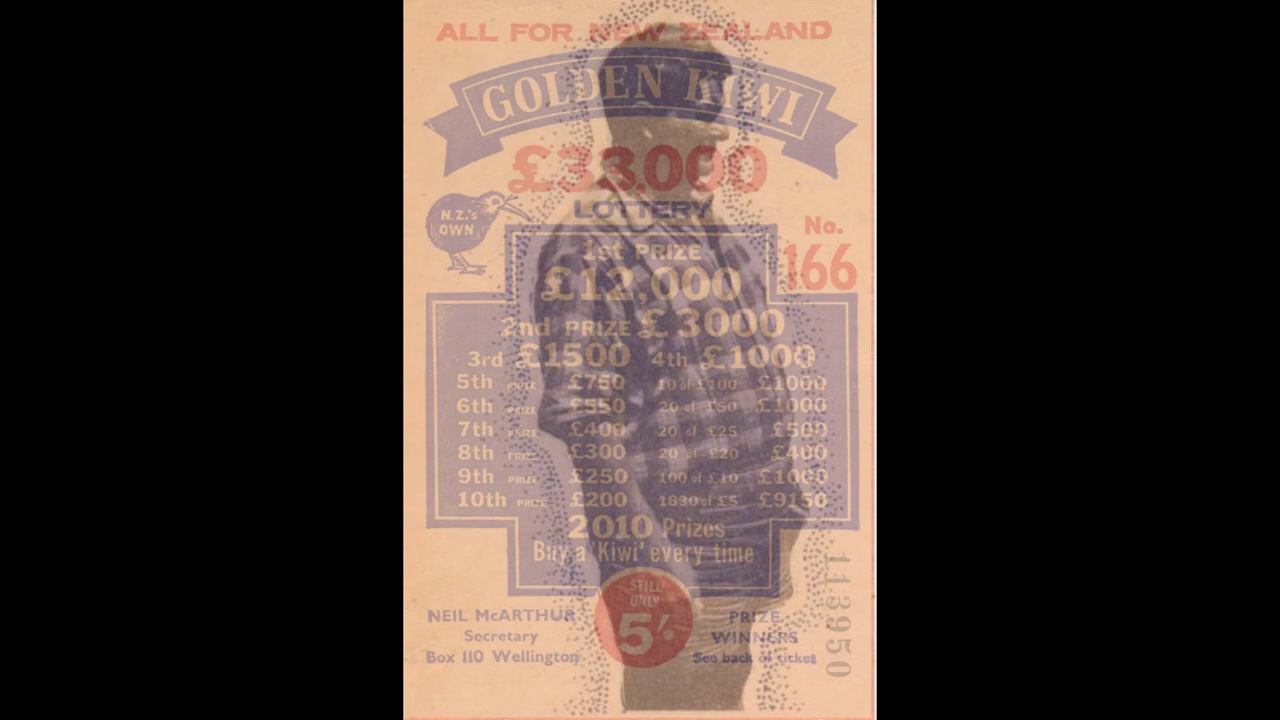 ALL FOR NEW ZEALAND
GOLDEN KIWI
£33,000
LOTTERY
N.Z.'s
OWN
No.
166
1st PRIZE
£12,000
2nd PRIZE £3000
3rd £1500 4th £1000
5th PRIZE £750 10 of £100 £1000
6th PRIZE £550 20 of £50 £1000
7th PRIZE £400 20 of £25 £500
8th PRIZE £300 20 of £20 £400
9th PRIZE £250 100 of £10 £1000
10th PRIZE £200 1830 of £5 £9150
2010 Prizes
Buy a 'Kiwi' every time
STILL
ONLY
5/-
NEIL McARTHUR
Secretary
Box 110 Wellington
PRIZE
WINNERS
See back of ticket
113950